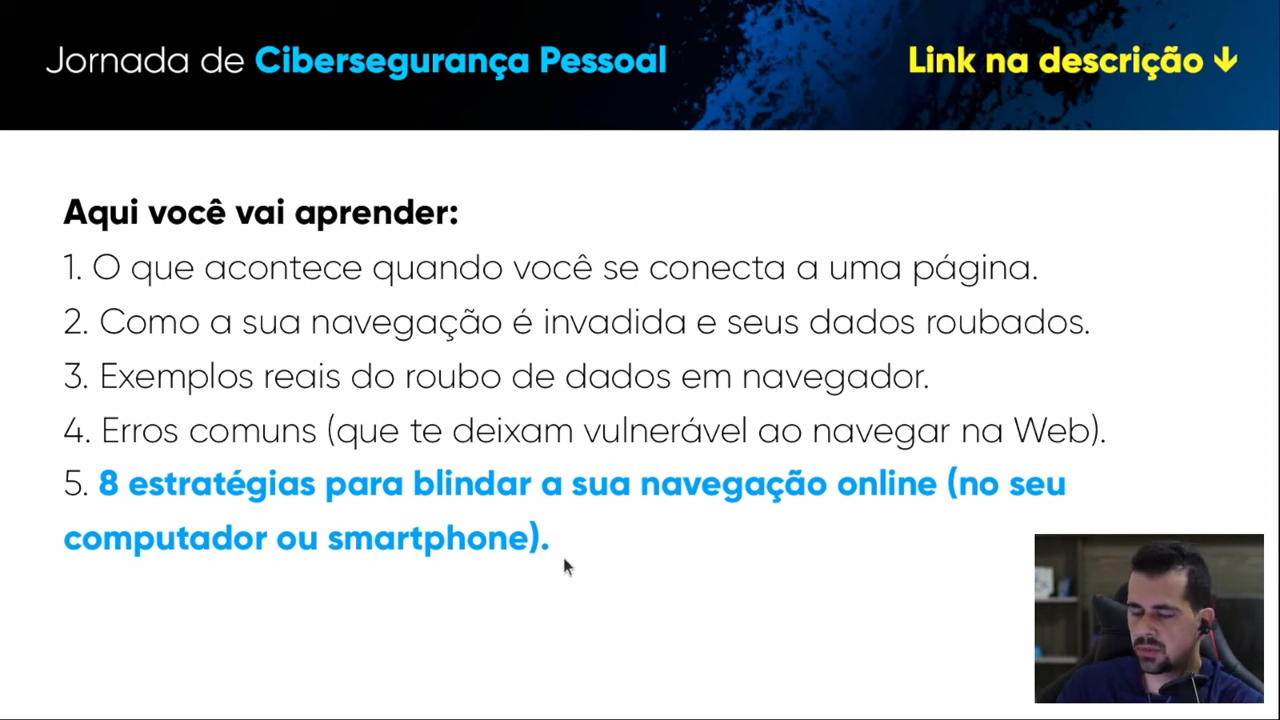 Jornada de Cibersegurança Pessoal
Link na descrição ↓
Aqui você vai aprender:
1. O que acontece quando você se conecta a uma página.
2. Como a sua navegação é invadida e seus dados roubados.
3. Exemplos reais do roubo de dados em navegador.
4. Erros comuns (que te deixam vulnerável ao navegar na Web).
5. 8 estratégias para blindar a sua navegação online (no seu
computador ou smartphone).